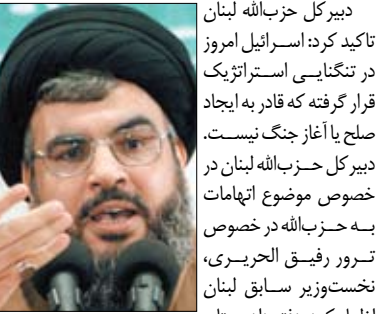 دبیرکل حزب‌الله لبنان
تاکید کرد: اسرائیل امروز
در تنگنایی استراتژیک
قرار گرفته که قادر به ایجاد
صلح یا آغاز جنگ نیست.
دبیرکل حزب‌الله لبنان در
خصوص موضوع اتهامات
به حزب‌الله در خصوص
ترور رفیق الحریری،
نخست‌وزیر سابق لبنان